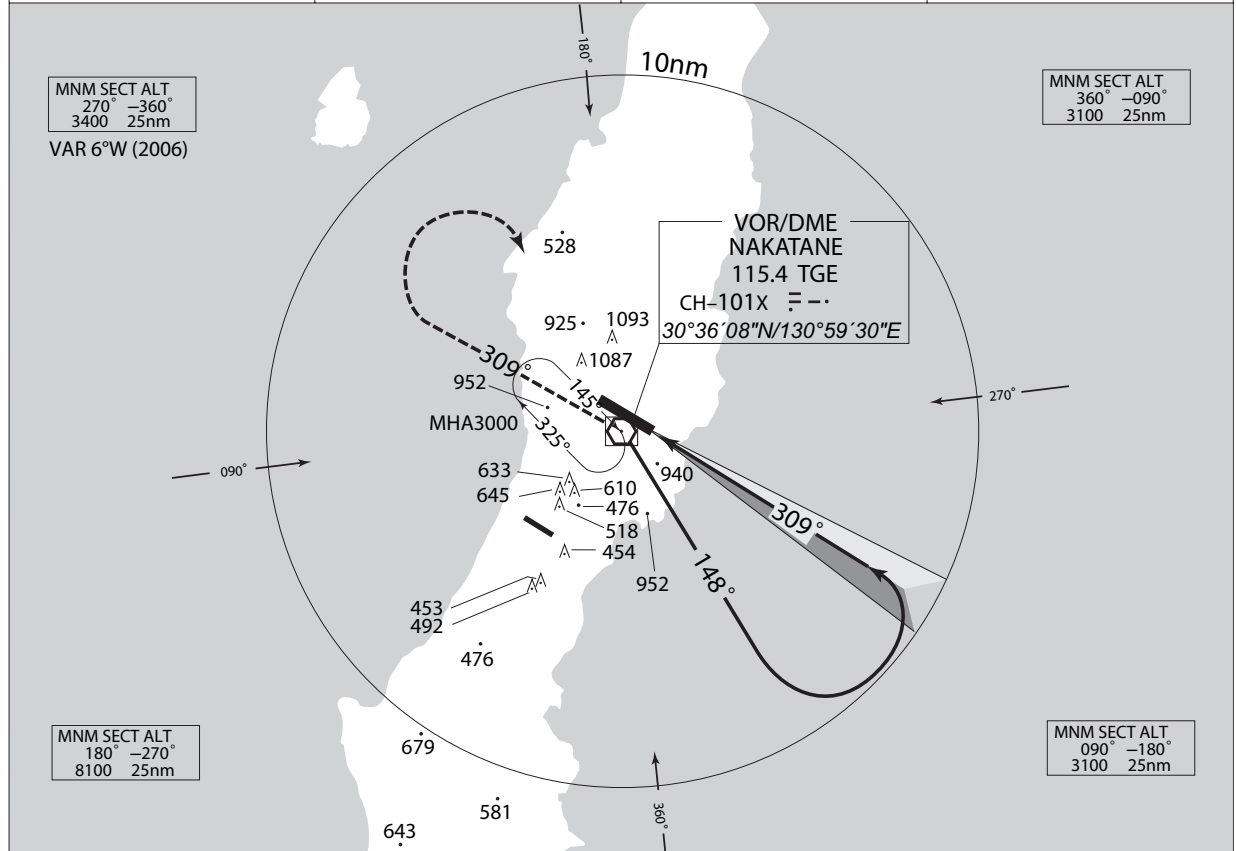 180°
10nm
MNM SECT ALT
270° –360°
3400 25nm
VAR 6°W (2006)
MNM SECT ALT
360° –090°
3100 25nm
VOR/DME
NAKATANE
115.4 TGE
CH–101X
30°36´08"N/130°59´30"E
528
925
1093
1087
309°
952
145°
MHA3000
325°
270°
090°
633
645
610
476
518
454
940
309°
952
148°
453
492
476
MNM SECT ALT
180° –270°
8100 25nm
679
MNM SECT ALT
090° –180°
3100 25nm
581
360°
643